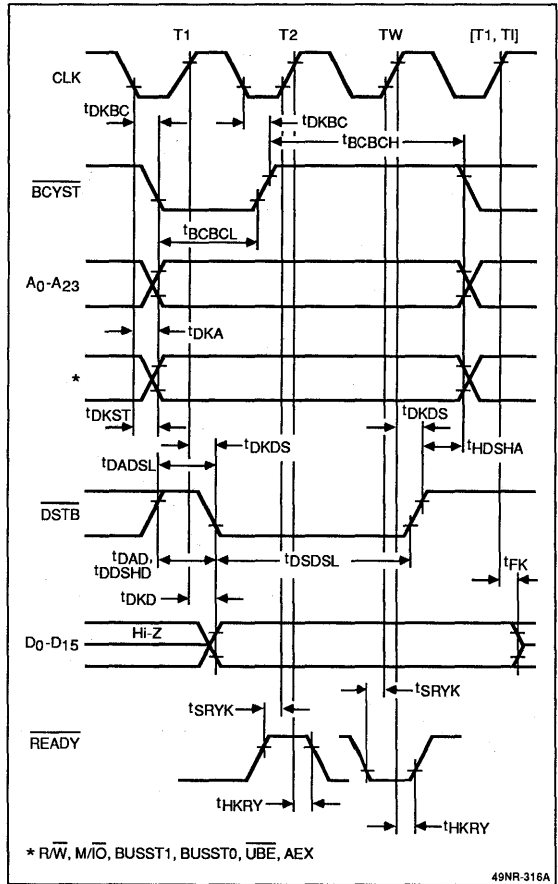 T1 T2 TW [T1, TI]
CLK
tDKBC tDKBC
tBCBCH
BCYST
tBCBCL
A0-A23
tDKA
*
tDKST tDKDS
tDKDS tHDSHA
tDADSL
DSTB
tDAD, tDSDSL
tDDSHD
tFK
tDKD
Hi-Z
D0-D15
tSRYK tSRYK
READY
tHKRY
tHKRY
* R/W, M/IO, BUSST1, BUSST0, UBE, AEX
49NR-316A